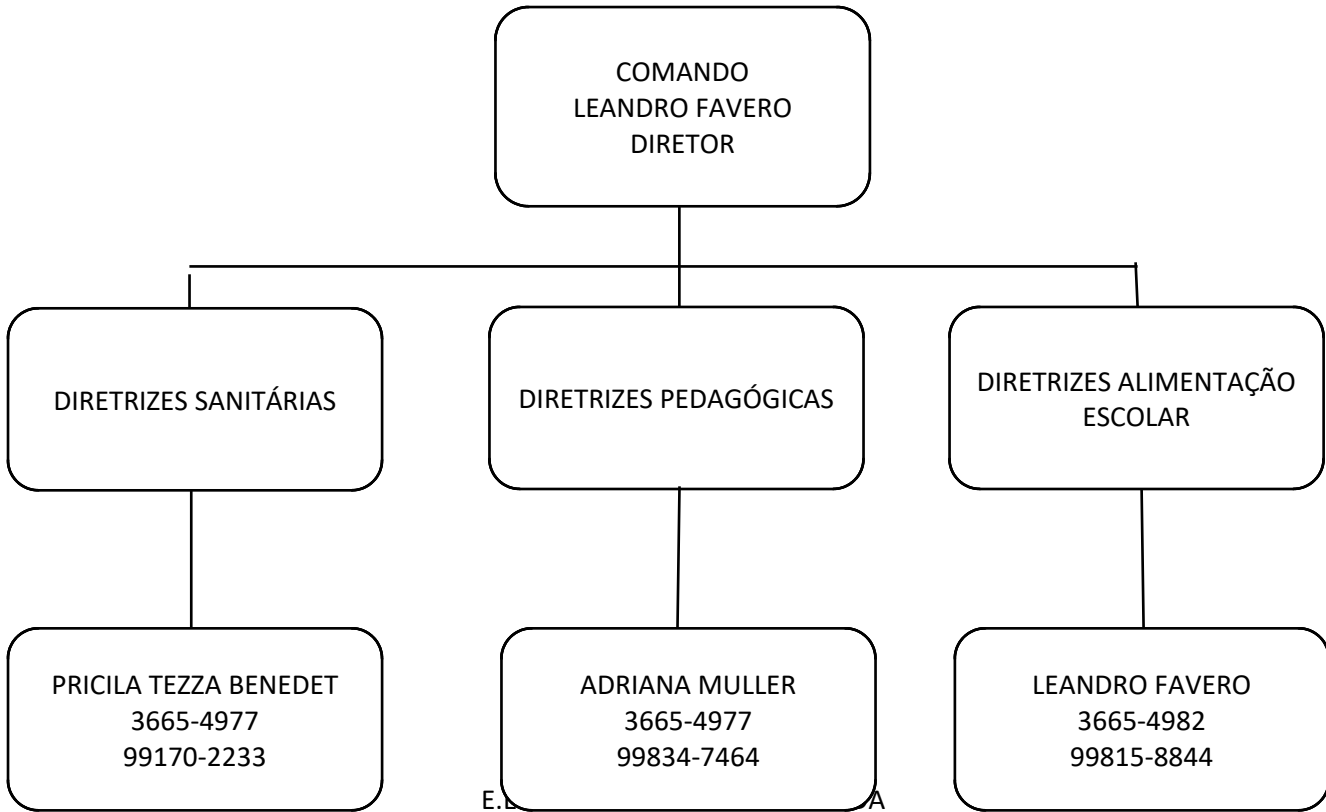 COMANDO
LEANDRO FAVERO
DIRETOR
DIRETRIZES SANITÁRIAS
DIRETRIZES PEDAGÓGICAS
DIRETRIZES ALIMENTAÇÃO
ESCOLAR
PRICILA TEZZA BENEDET
3665-4977
99170-2233
ADRIANA MULLER
3665-4977
99834-7464
LEANDRO FAVERO
3665-4982
99815-8844